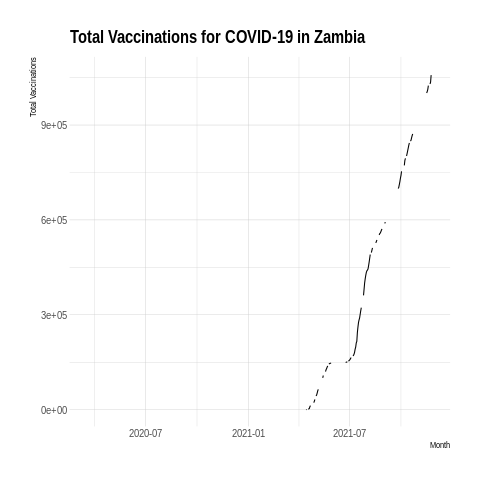 Total Vaccinations for COVID-19 in Zambia
Total Vaccinations
9e+05
6e+05
3e+05
0e+00
2020-07 2021-01 2021-07
Month